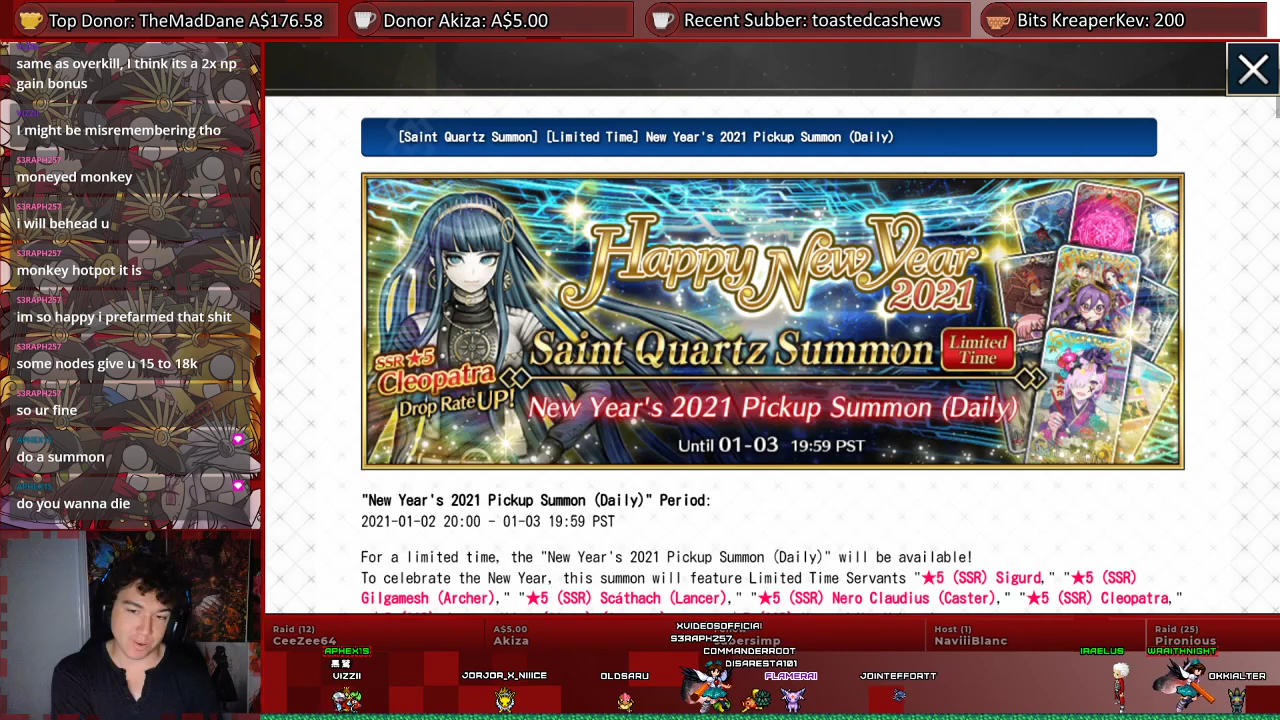 Top Donor: TheMadDane A$176.58
Donor Akiza: A$5.00
Recent Subber: toastedcashews
Bits KreaperKev: 200
same as overkill, I think its a 2x np
gain bonus
VIZZII
I might be misremembering tho
S3RAPH257
moneyed monkey
S3RAPH257
i will behead u
S3RAPH257
monkey hotpot it is
S3RAPH257
im so happy i prefarmed that shit
S3RAPH257
some nodes give u 15 to 18k
S3RAPH257
so ur fine
APHEX1S
do a summon
APHEX1S
do you wanna die
[Saint Quartz Summon] [Limited Time] New Year's 2021 Pickup Summon (Daily)
Happy New Year
2021
Saint Quartz Summon
Limited
Time
SSR ★5
Cleopatra
Drop Rate UP!
New Year's 2021 Pickup Summon (Daily)
Until 01-03 19:59 PST
"New Year's 2021 Pickup Summon (Daily)" Period:
2021-01-02 20:00 - 01-03 19:59 PST
For a limited time, the "New Year's 2021 Pickup Summon (Daily)" will be available!
To celebrate the New Year, this summon will feature Limited Time Servants "★5 (SSR) Sigurd," "★5 (SSR)
Gilgamesh (Archer)," "★5 (SSR) Scáthach (Lancer)," "★5 (SSR) Nero Claudius (Caster)," "★5 (SSR) Cleopatra,"
Raid (12)
CeeZee64
A$5.00
Akiza
Host (1)
NaviiiBlanc
Raid (25)
Pironious
XVIDEOSOFFICIAL
S3RAPH257
COMMANDERROOT
DISARESTA101
APHEX1S
黒鷲
VIZZII
JORJOR_X_NIIICE
OLDSARU
FLAMERAI
JOINTEFFORTT
IRAELUS
WRAITHNIGHT
OKKIALTER